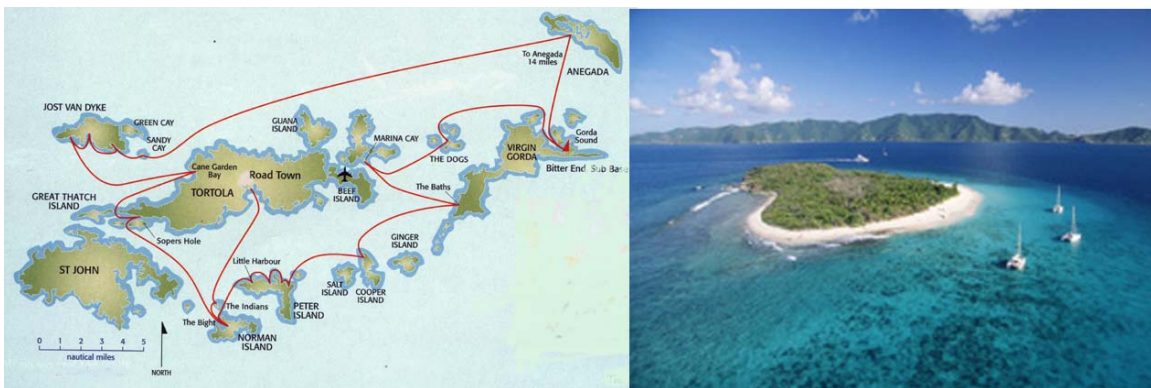 To Anegada
14 miles
ANEGADA
JOST VAN DYKE
GREEN CAY
SANDY
CAY
GUANA
ISLAND
MARINA CAY
THE DOGS
Gorda
Sound
VIRGIN
GORDA
Bitter End Sub Base
Cane Garden
Bay
Road Town
TORTOLA
BEEF
ISLAND
The Baths
GREAT THATCH
ISLAND
Sopers Hole
GINGER
ISLAND
Little Harbour
ST JOHN
SALT
ISLAND
COOPER
ISLAND
The Indians
PETER
ISLAND
The Bight
NORMAN
ISLAND
0 1 2 3 4 5
nautical miles
NORTH